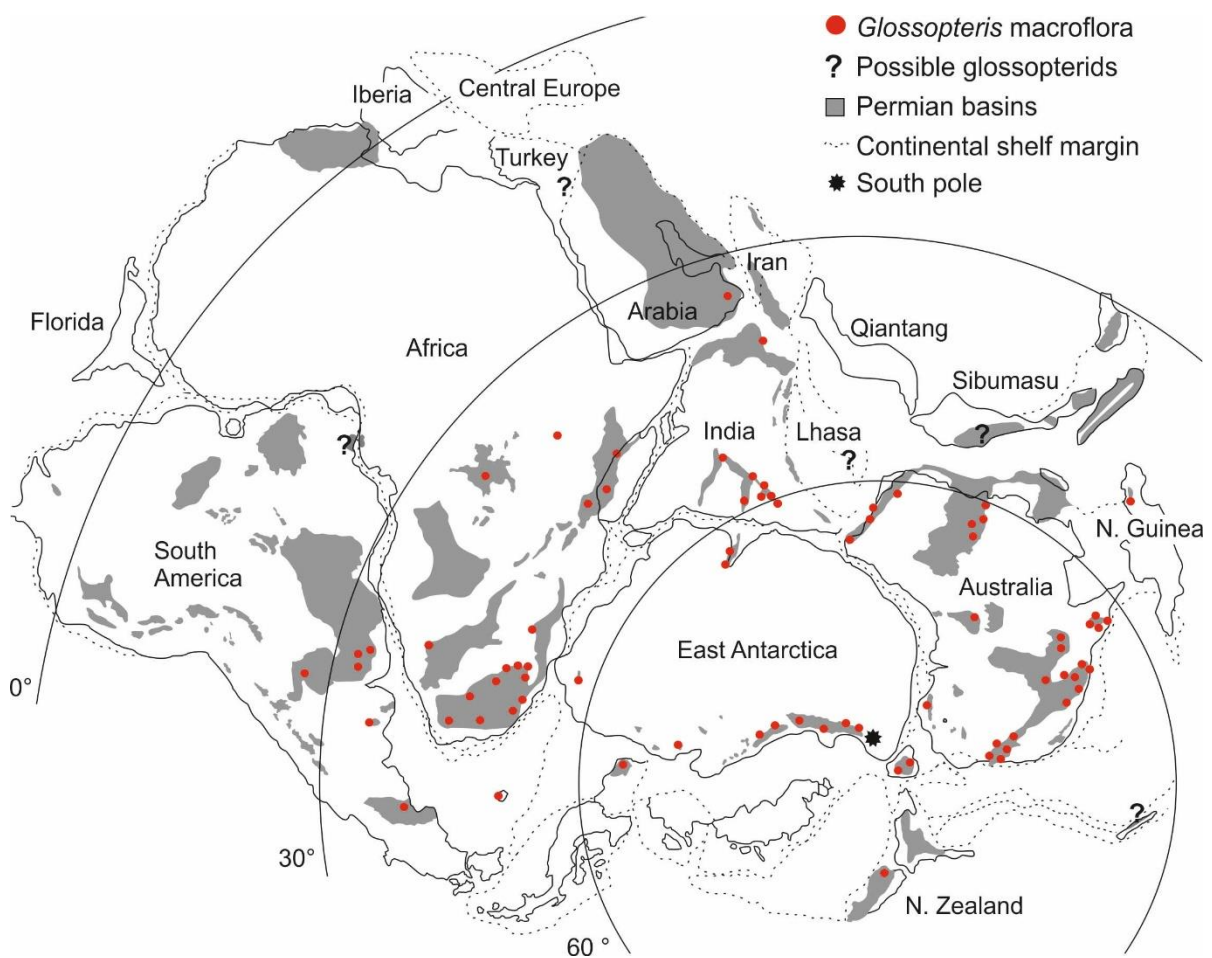 Glossopteris macroflora
? Possible glossopterids
Permian basins
Continental shelf margin
South pole
Central Europe
Iberia
Turkey
?
Iran
Arabia
Florida
Africa
Qiantang
Sibumasu
?
India
Lhasa
?
?
South
America
N. Guinea
Australia
East Antarctica
0°
30°
?
N. Zealand
60 °